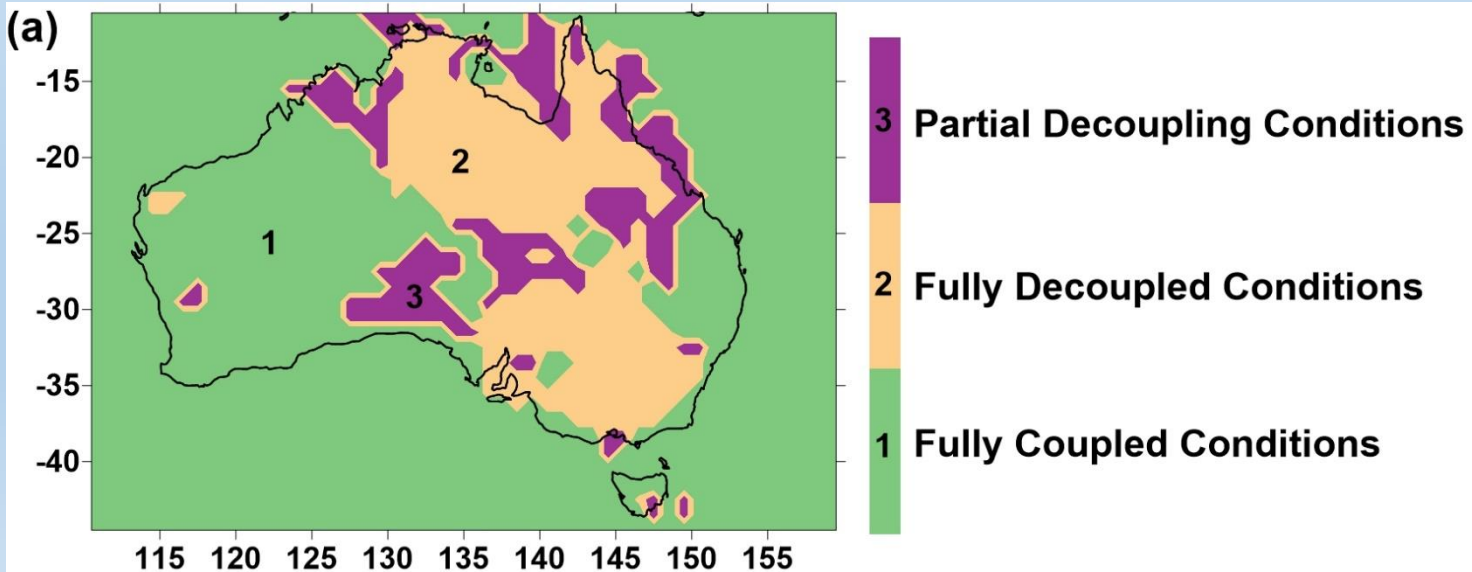 (a)
-15
-20
-25
-30
-35
-40
115 120 125 130 135 140 145 150 155
1
2
3
3 Partial Decoupling Conditions
2 Fully Decoupled Conditions
1 Fully Coupled Conditions